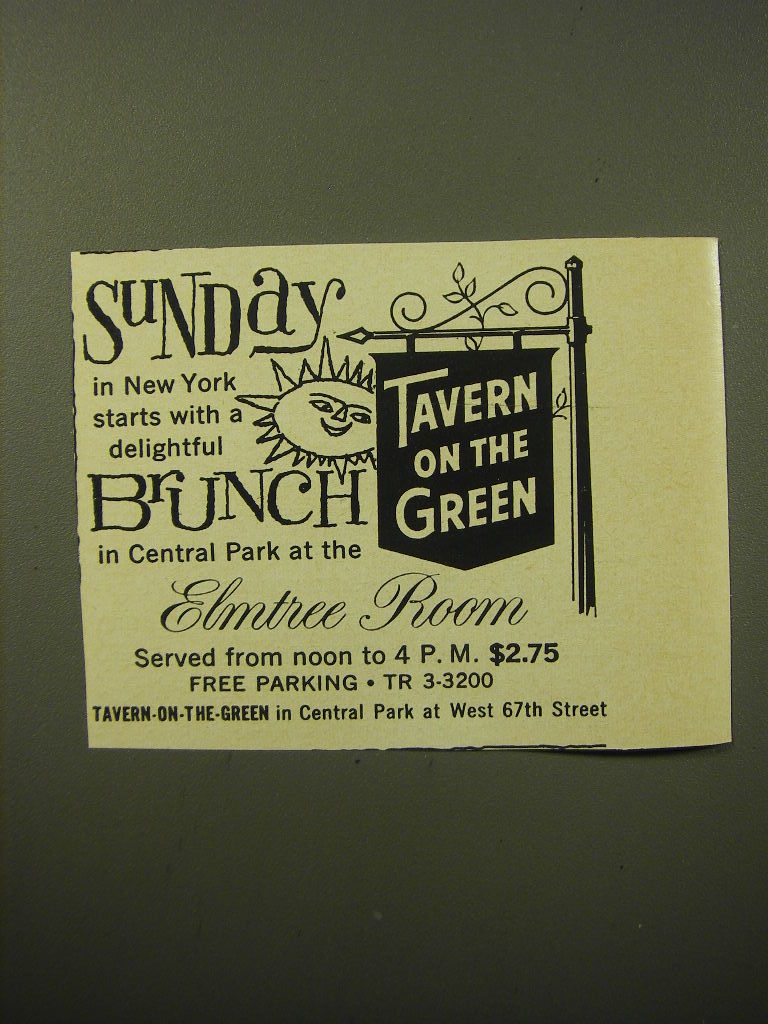 SUNDay
in New York
starts with a
delightful
BrUNCH
in Central Park at the
TAVERN
ON THE
GREEN
Elmtree Room
Served from noon to 4 P. M. $2.75
FREE PARKING • TR 3-3200
TAVERN-ON-THE-GREEN in Central Park at West 67th Street